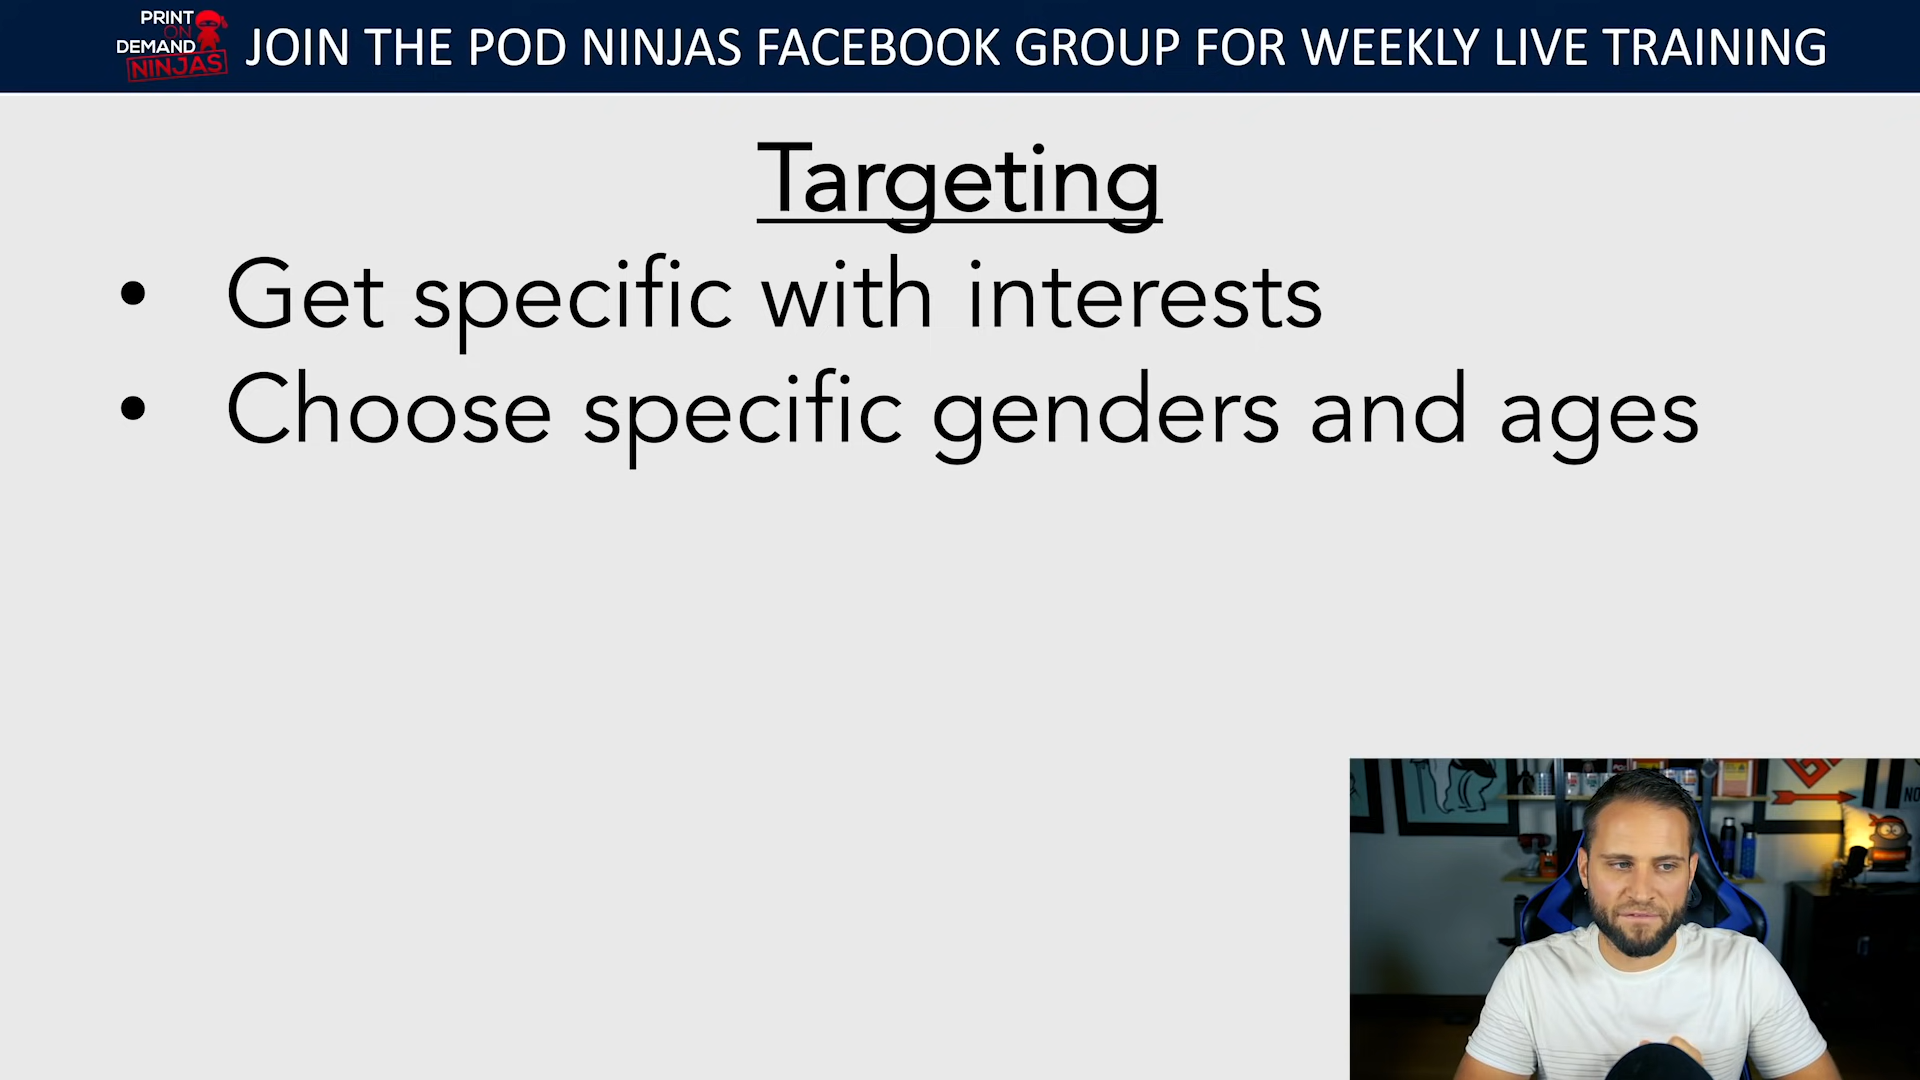 PRINT
ON
DEMAND
NINJAS
JOIN THE POD NINJAS FACEBOOK GROUP FOR WEEKLY LIVE TRAINING
Targeting
• Get specific with interests
• Choose specific genders and ages
NO